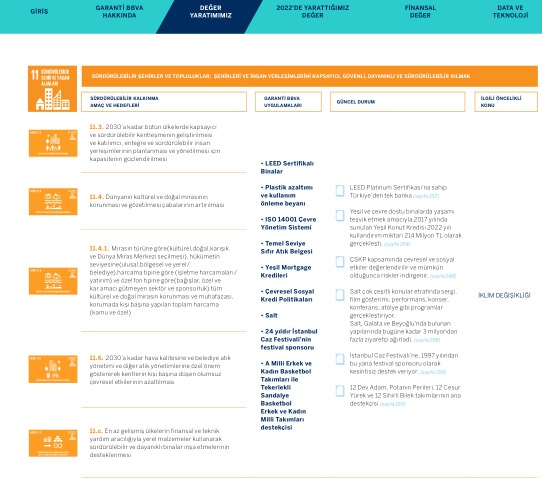 GİRİŞ
GARANTİ BBVA
HAKKINDA
DEĞER
YARATIMIMIZ
2022'DE YARATTIĞIMIZ
DEĞER
FİNANSAL
DEĞER
DATA VE
TEKNOLOJİ
11 SÜRDÜRÜLEBİLİR
ŞEHİR VE YAŞAM
ALANLARI
SÜRDÜRÜLEBİLİR ŞEHİRLER VE TOPLULUKLAR: ŞEHİRLERİ VE İNSAN YERLEŞİMLERİNİ KAPSAYICI, GÜVENLİ, DAYANIKLI VE SÜRDÜRÜLEBİLİR KILMAK
SÜRDÜRÜLEBİLİR KALKINMA
AMAÇ VE HEDEFLERİ
GARANTİ BBVA
UYGULAMALARI
GÜNCEL DURUM
İLGİLİ ÖNCELİKLİ
KONU
11.3. 2030'a kadar bütün ülkelerde kapsayıcı
ve sürdürülebilir kentleşmenin geliştirilmesi
ve katılımcı, entegre ve sürdürülebilir insan
yerleşimlerinin planlanması ve yönetilmesi için
kapasitenin güçlendirilmesi
11.4. Dünyanın kültürel ve doğal mirasının
korunması ve gözetilmesi çabalarının artırılması
11.4.1. Mirasın türüne göre(kültürel,doğal,karışık
ve Dünya Miras Merkezi seçilmesi), hükümetin
seviyesine(ulusal,bölgesel ve yerel/
belediye),harcama tipine göre (işletme harcamaları/
yatırım) ve özel fon tipine göre(bağışlar, özel ve
kar amacı gütmeyen sektör ve sponsorluk) tüm
kültürel ve doğal mirasın korunması ve muhafazası,
korumada kişi başına yapılan toplam harcama
(kamu ve özel)
11.6. 2030'a kadar hava kalitesine ve belediye atık
yönetimi ve diğer atık yönetimlerine özel önem
göstererek kentlerin kişi başına düşen olumsuz
çevresel etkilerinin azaltılması
11.c. En az gelişmiş ülkelerin finansal ve teknik
yardım aracılığıyla yerel malzemeler kullanarak
sürdürülebilir ve dayanıklı binalar inşa etmelerinin
desteklenmesi
• LEED Sertifikalı
Binalar
• Plastik azaltımı
ve kullanım
önleme beyanı
• ISO 14001 Çevre
Yönetim Sistemi
• Temel Seviye
Sıfır Atık Belgesi
• Yeşil Mortgage
Kredileri
• Çevresel Sosyal
Kredi Politikaları
• Salt
• 24 yıldır İstanbul
Caz Festivali'nin
festival sponsoru
• A Milli Erkek ve
Kadın Basketbol
Takımları ile
Tekerlekli
Sandalye
Basketbol
Erkek ve Kadın
Milli Takımları
destekçisi
LEED Platinum Sertifikası'na sahip
Türkiye'den tek banka
Yeşil ve çevre dostu binalarda yaşamı
teşvik etmek amacıyla 2017 yılında
sunulan Yeşil Konut Kredisi 2022 yılı
kullandırım miktarı 214 Milyon TL olarak
gerçekleşti.
ÇSKP kapsamında çevresel ve sosyal
etkiler değerlendirilir ve mümkün
olduğunca riskler indirgenir.
Salt çok çeşitli konular etrafında sergi,
film gösterimi, performans, konser,
konferans, atölye gibi programlar
gerçekleştiriyor.
Salt, Galata ve Beyoğlu'nda bulunan
yapılarında bugüne kadar 3 milyondan
fazla ziyaretçi ağırladı.
İstanbul Caz Festivali'ne, 1997 yılından
bu yana festival sponsoru olarak
kesintisiz destek veriyor.
12 Dev Adam, Potanın Perileri, 12 Cesur
Yürek ve 12 Sihirli Bilek takımlarının ana
destekçisi
İKLİM DEĞİŞİKLİĞİ